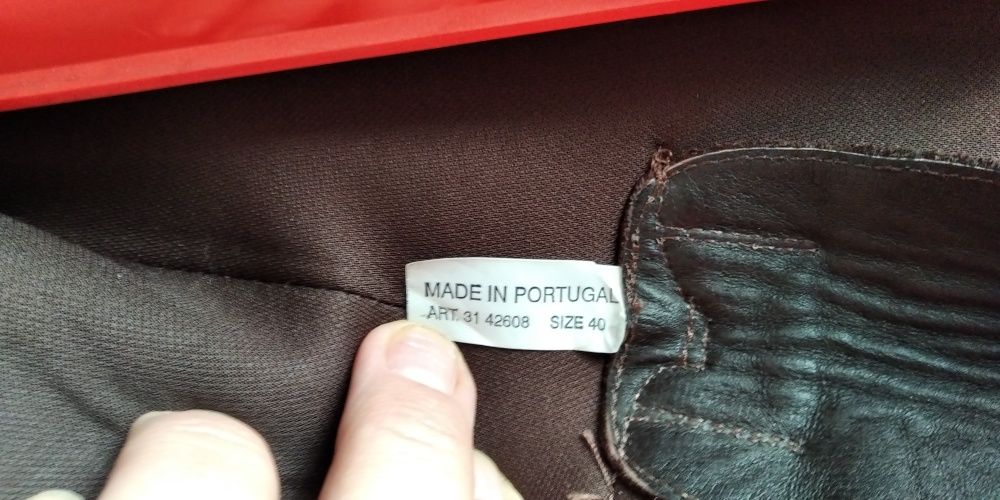 MADE IN PORTUGAL
ART. 31 42608 SIZE 40